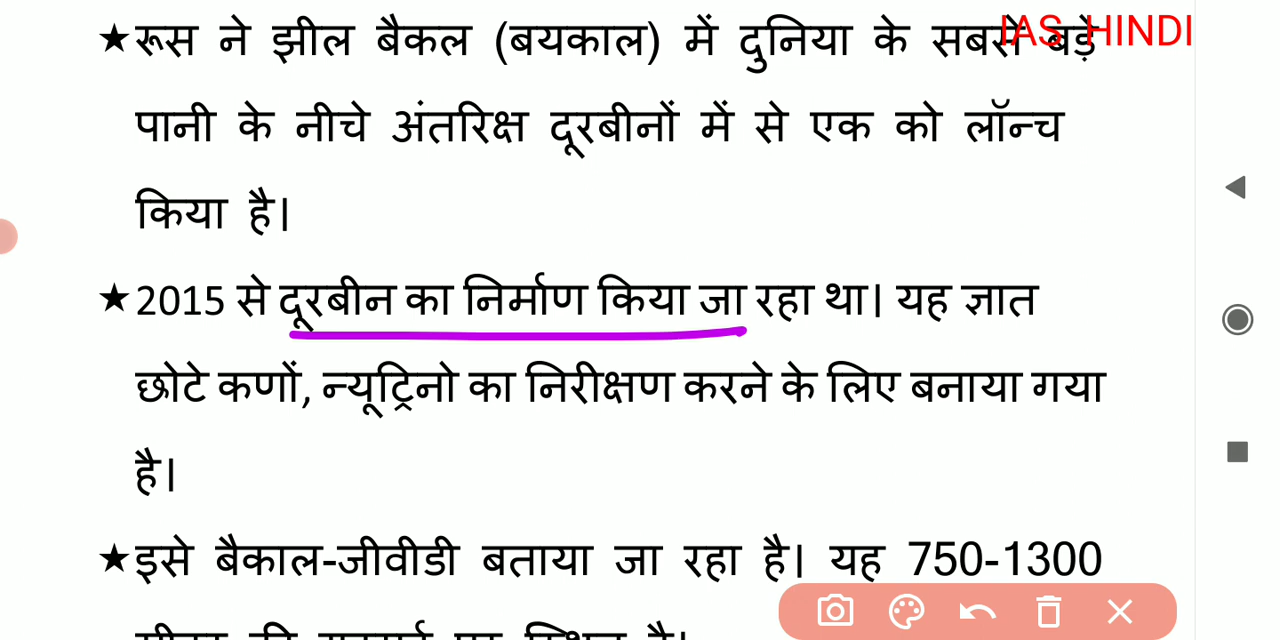 ★रूस ने झील बैकल (बयकाल) में दुनिया के सबसे बड़े
IAS HINDI
पानी के नीचे अंतरिक्ष दूरबीनों में से एक को लॉन्च
किया है।
★2015 से दूरबीन का निर्माण किया जा रहा था। यह ज्ञात
छोटे कणों, न्यूट्रिनो का निरीक्षण करने के लिए बनाया गया
है।
★इसे बैकाल-जीवीडी बताया जा रहा है। यह 750-1300